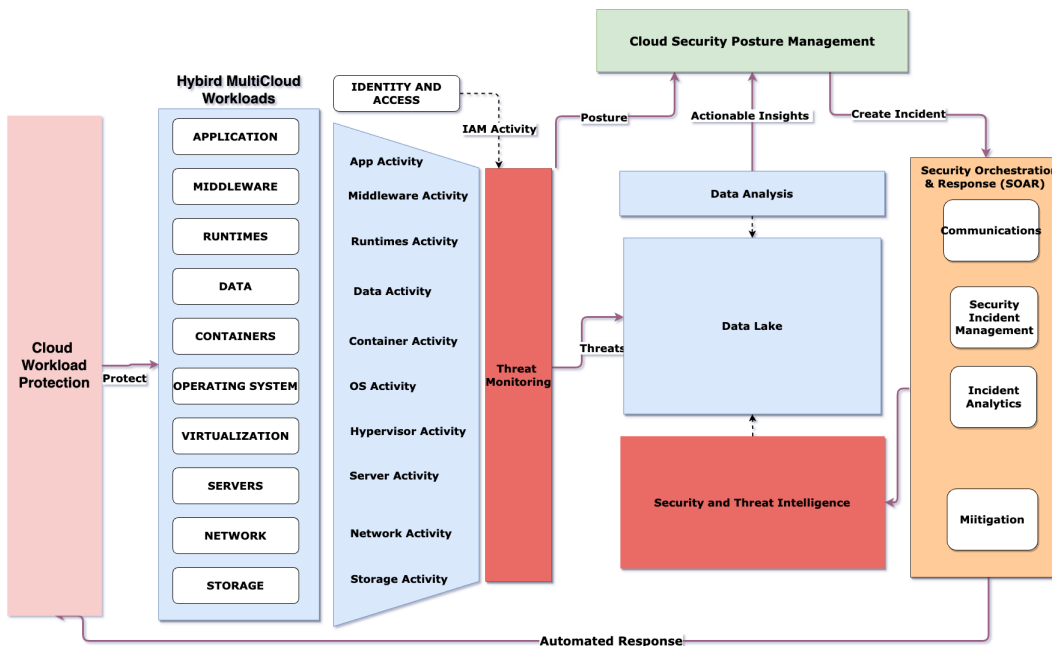 Cloud Security Posture Management
Hybird MultiCloud
Workloads
IDENTITY AND
ACCESS
IAM Activity
Posture
Actionable Insights
Create Incident
Cloud
Workload
Protection
Protect
APPLICATION
MIDDLEWARE
RUNTIMES
DATA
CONTAINERS
OPERATING SYSTEM
VIRTUALIZATION
SERVERS
NETWORK
STORAGE
App Activity
Middleware Activity
Runtimes Activity
Data Activity
Container Activity
OS Activity
Hypervisor Activity
Server Activity
Network Activity
Storage Activity
Threat
Monitoring
Threats
Data Analysis
Data Lake
Security and Threat Intelligence
Security Orchestration
& Response (SOAR)
Communications
Security
Incident
Management
Incident
Analytics
Miitigation
Automated Response